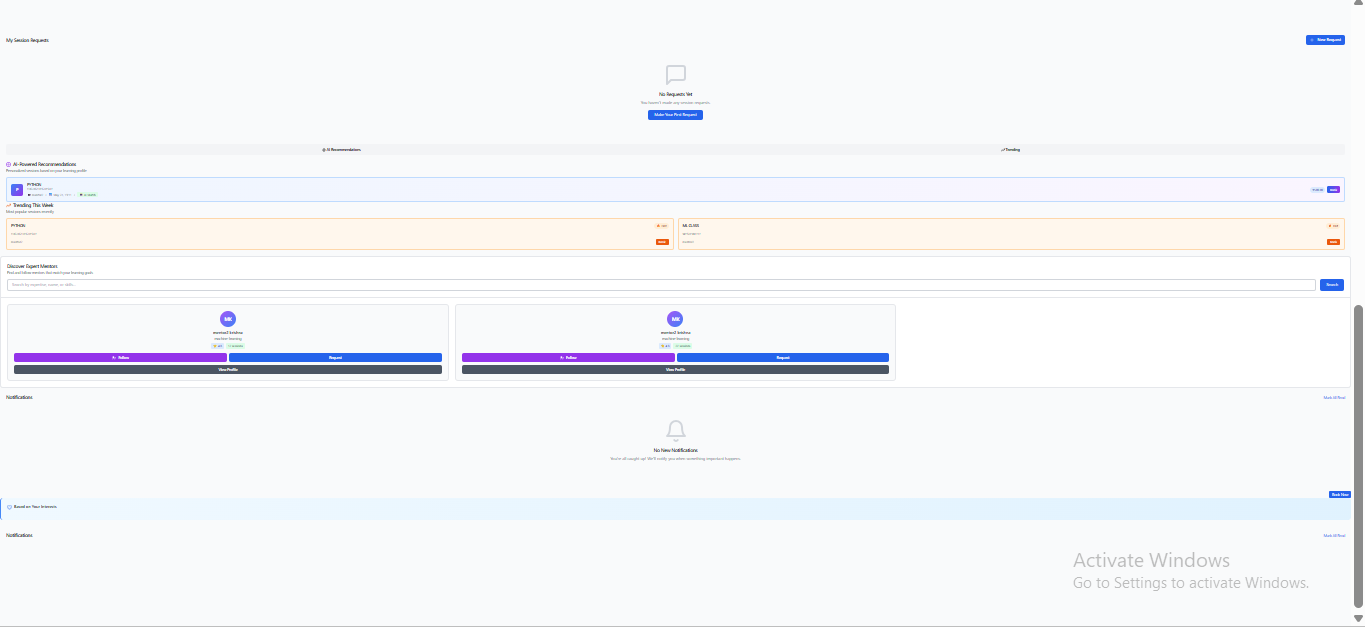 My Session Requests
New Request
No Requests Yet
You haven't made any session requests.
Make Your First Request
AI Recommendations
Trending
AI-Powered Recommendations
Personalized sessions based on your learning profile
P
PYTHON
Trending This Week
Most popular sessions recently
PYTHON
ML CLASS
Discover Expert Mentors
Find and follow mentors that match your learning goals
Search by expertise, name, or skills...
Search
MK
mentor3 krishna
machine learning
Follow
Request
View Profile
MK
mentor2 krishna
machine learning
Follow
Request
View Profile
Notifications
Mark All Read
No New Notifications
You're all caught up! We'll notify you when something important happens.
Book Now
Based on Your Interests
Notifications
Mark All Read
Activate Windows
Go to Settings to activate Windows.